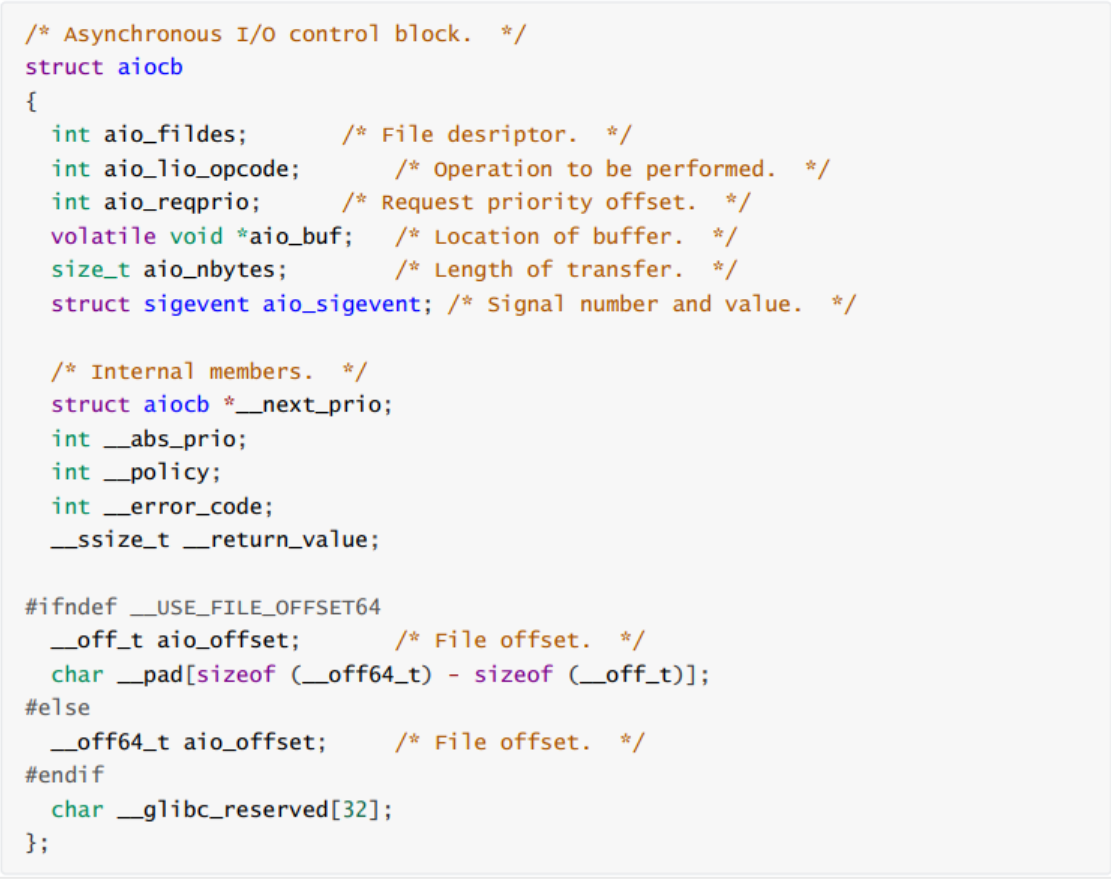 /* Asynchronous I/O control block.  */
struct aiocb
{
  int aio_fildes;       /* File desriptor.  */
  int aio_lio_opcode;       /* Operation to be performed.  */
  int aio_reqprio;      /* Request priority offset.  */
  volatile void *aio_buf;   /* Location of buffer.  */
  size_t aio_nbytes;        /* Length of transfer.  */
  struct sigevent aio_sigevent; /* Signal number and value.  */

  /* Internal members.  */
  struct aiocb *__next_prio;
  int __abs_prio;
  int __policy;
  int __error_code;
  __ssize_t __return_value;

#ifndef __USE_FILE_OFFSET64
  __off_t aio_offset;       /* File offset.  */
  char __pad[sizeof (__off64_t) - sizeof (__off_t)];
#else
  __off64_t aio_offset;     /* File offset.  */
#endif
  char __glibc_reserved[32];
};